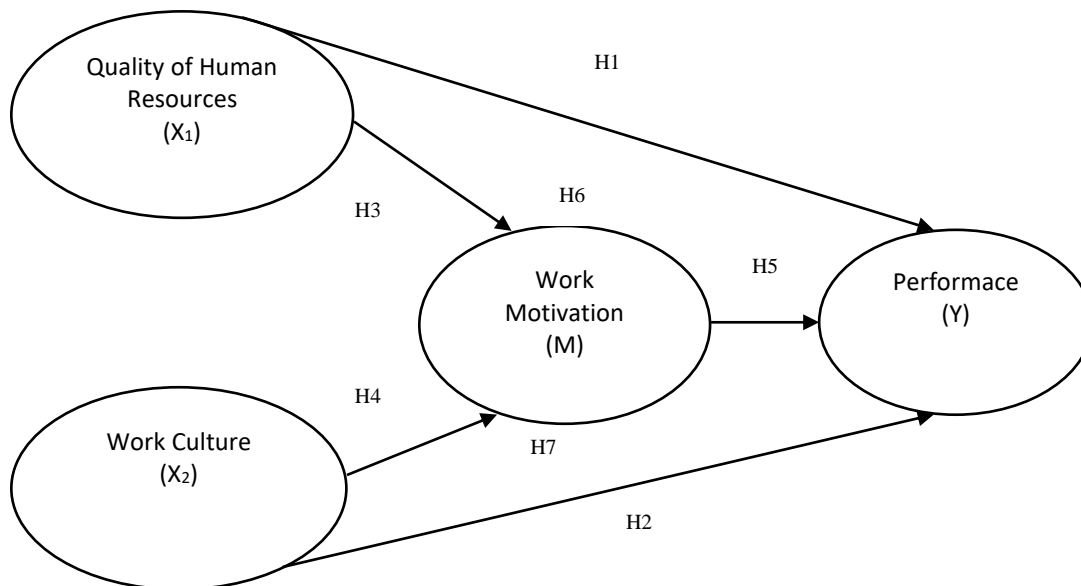 Quality of Human
Resources
(X₁)
H1
H3
H6
Work
Motivation
(M)
H5
Performace
(Y)
H4
Work Culture
(X₂)
H7
H2